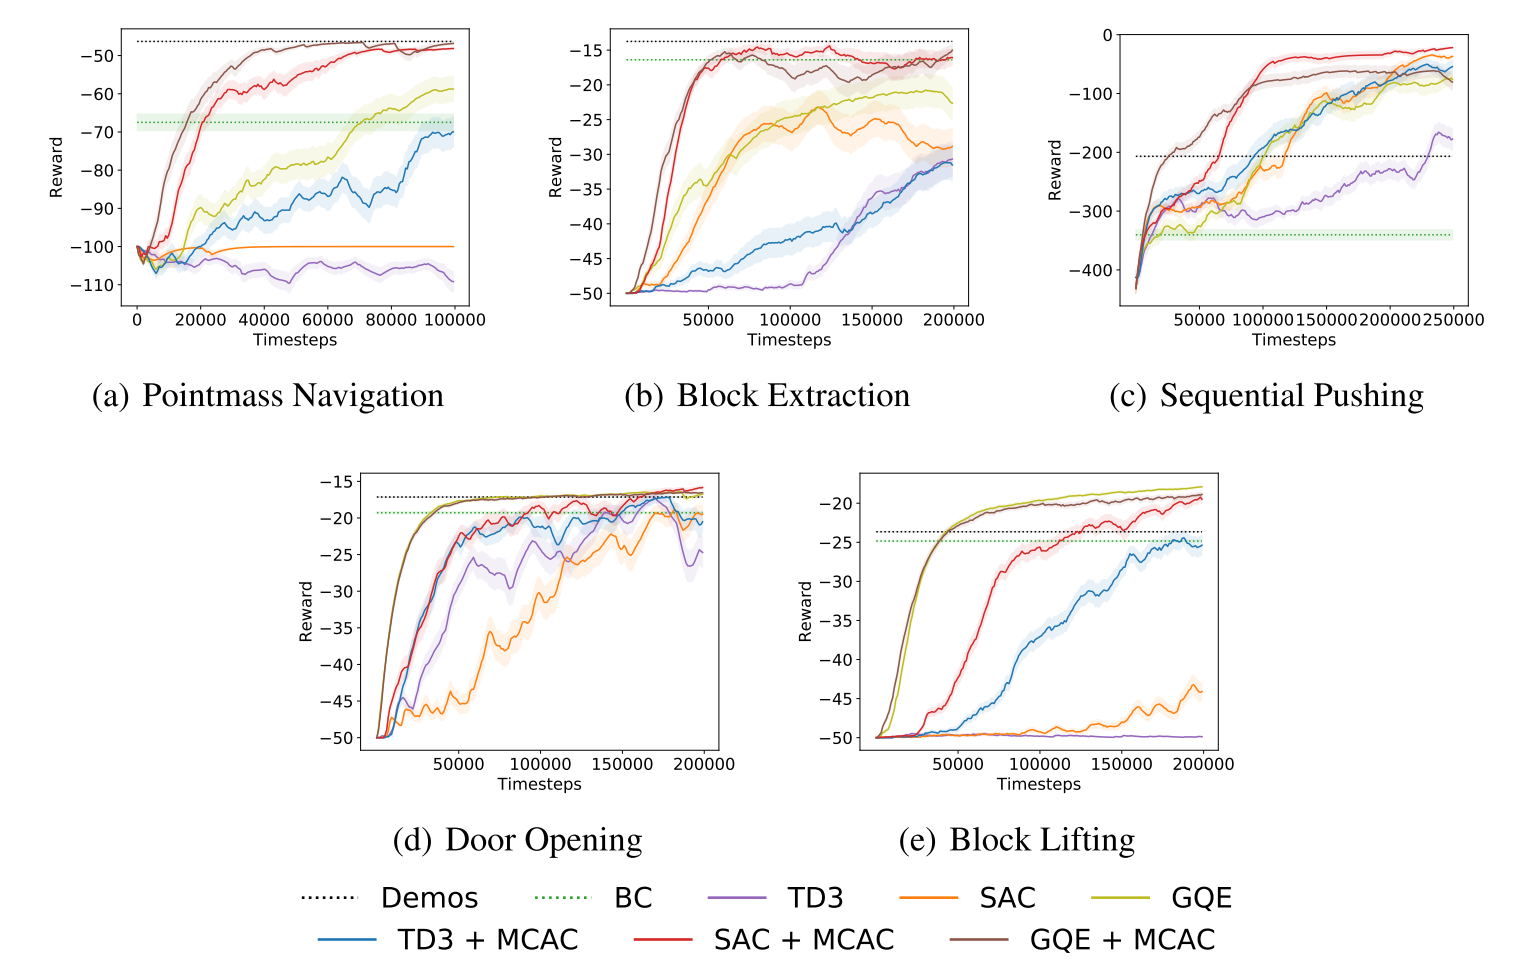 −50
−60
−70
−80
−90
−100
−110
Reward
0 20000 40000 60000 80000 100000
Timesteps
(a) Pointmass Navigation
−15
−20
−25
−30
−35
−40
−45
−50
Reward
50000 100000 150000 200000
Timesteps
(b) Block Extraction
0
−100
−200
−300
−400
Reward
50000 100000 150000 200000 250000
Timesteps
(c) Sequential Pushing
−15
−20
−25
−30
−35
−40
−45
−50
Reward
50000 100000 150000 200000
Timesteps
(d) Door Opening
−20
−25
−30
−35
−40
−45
−50
Reward
50000 100000 150000 200000
Timesteps
(e) Block Lifting
Demos BC TD3 SAC GQE
TD3 + MCAC SAC + MCAC GQE + MCAC